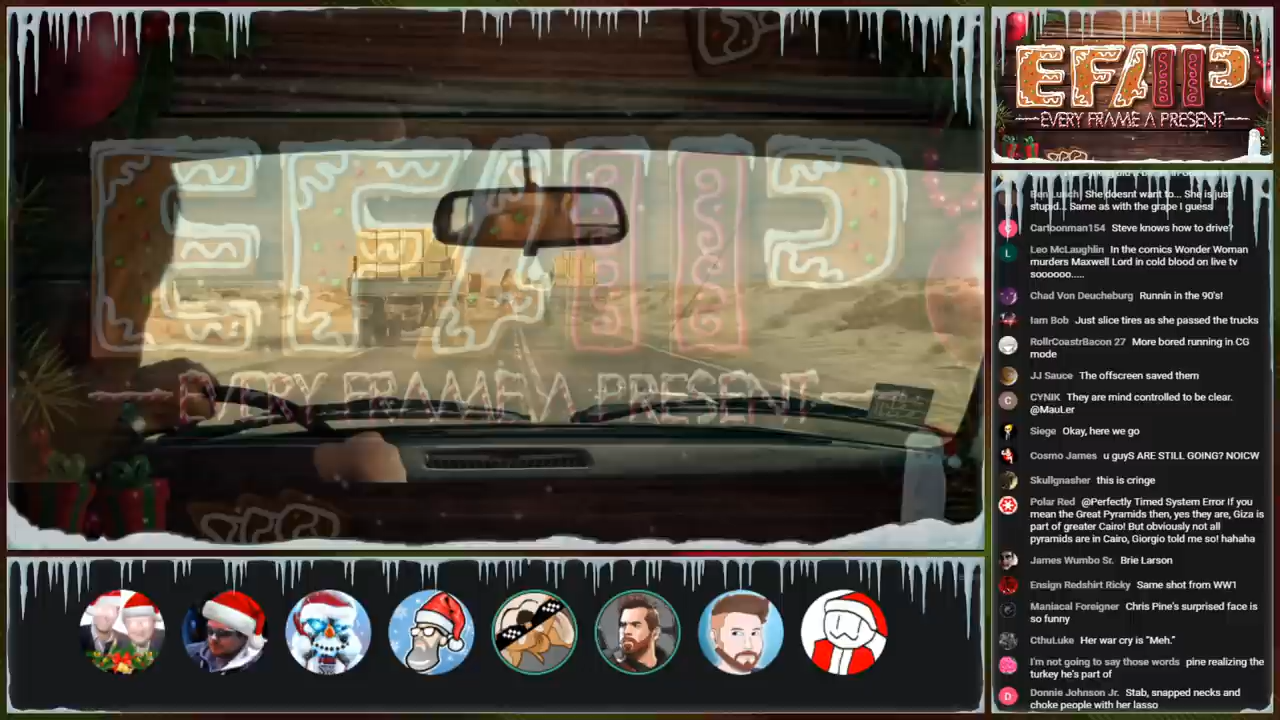 EFAP
EVERY FRAME A PRESENT
EFAP
EVERY FRAME A PRESENT
She doesnt want to... She is just
stupd... Same as with the grape I guess
Cartoonman154 Steve knows how to drive?
Leo McLaughlin In the comics Wonder Woman
murders Maxwell Lord in cold blood on live tv
soooooo.....
Chad Von Deucheburg Runnin in the 90's!
Iam Bob Just slice tires as she passed the trucks
RollrCoastrBacon 27 More bored running in CG
mode
JJ Sauce The offscreen saved them
CYNIK They are mind controlled to be clear.
@MauLer
Siege Okay, here we go
Cosmo James u guyS ARE STILL GOING? NOICW
Skullgnasher this is cringe
Polar Red @Perfectly Timed System Error If you
mean the Great Pyramids then, yes they are, Giza is
part of greater Cairo! But obviously not all
pyramids are in Cairo, Giorgio told me so! hahaha
James Wumbo Sr. Brie Larson
Ensign Redshirt Ricky Same shot from WW1
Maniacal Foreigner Chris Pine's surprised face is
so funny
CthuLuke Her war cry is "Meh."
I'm not going to say those words pine realizing the
turkey he's part of
Donnie Johnson Jr. Stab, snapped necks and
choke people with her lasso